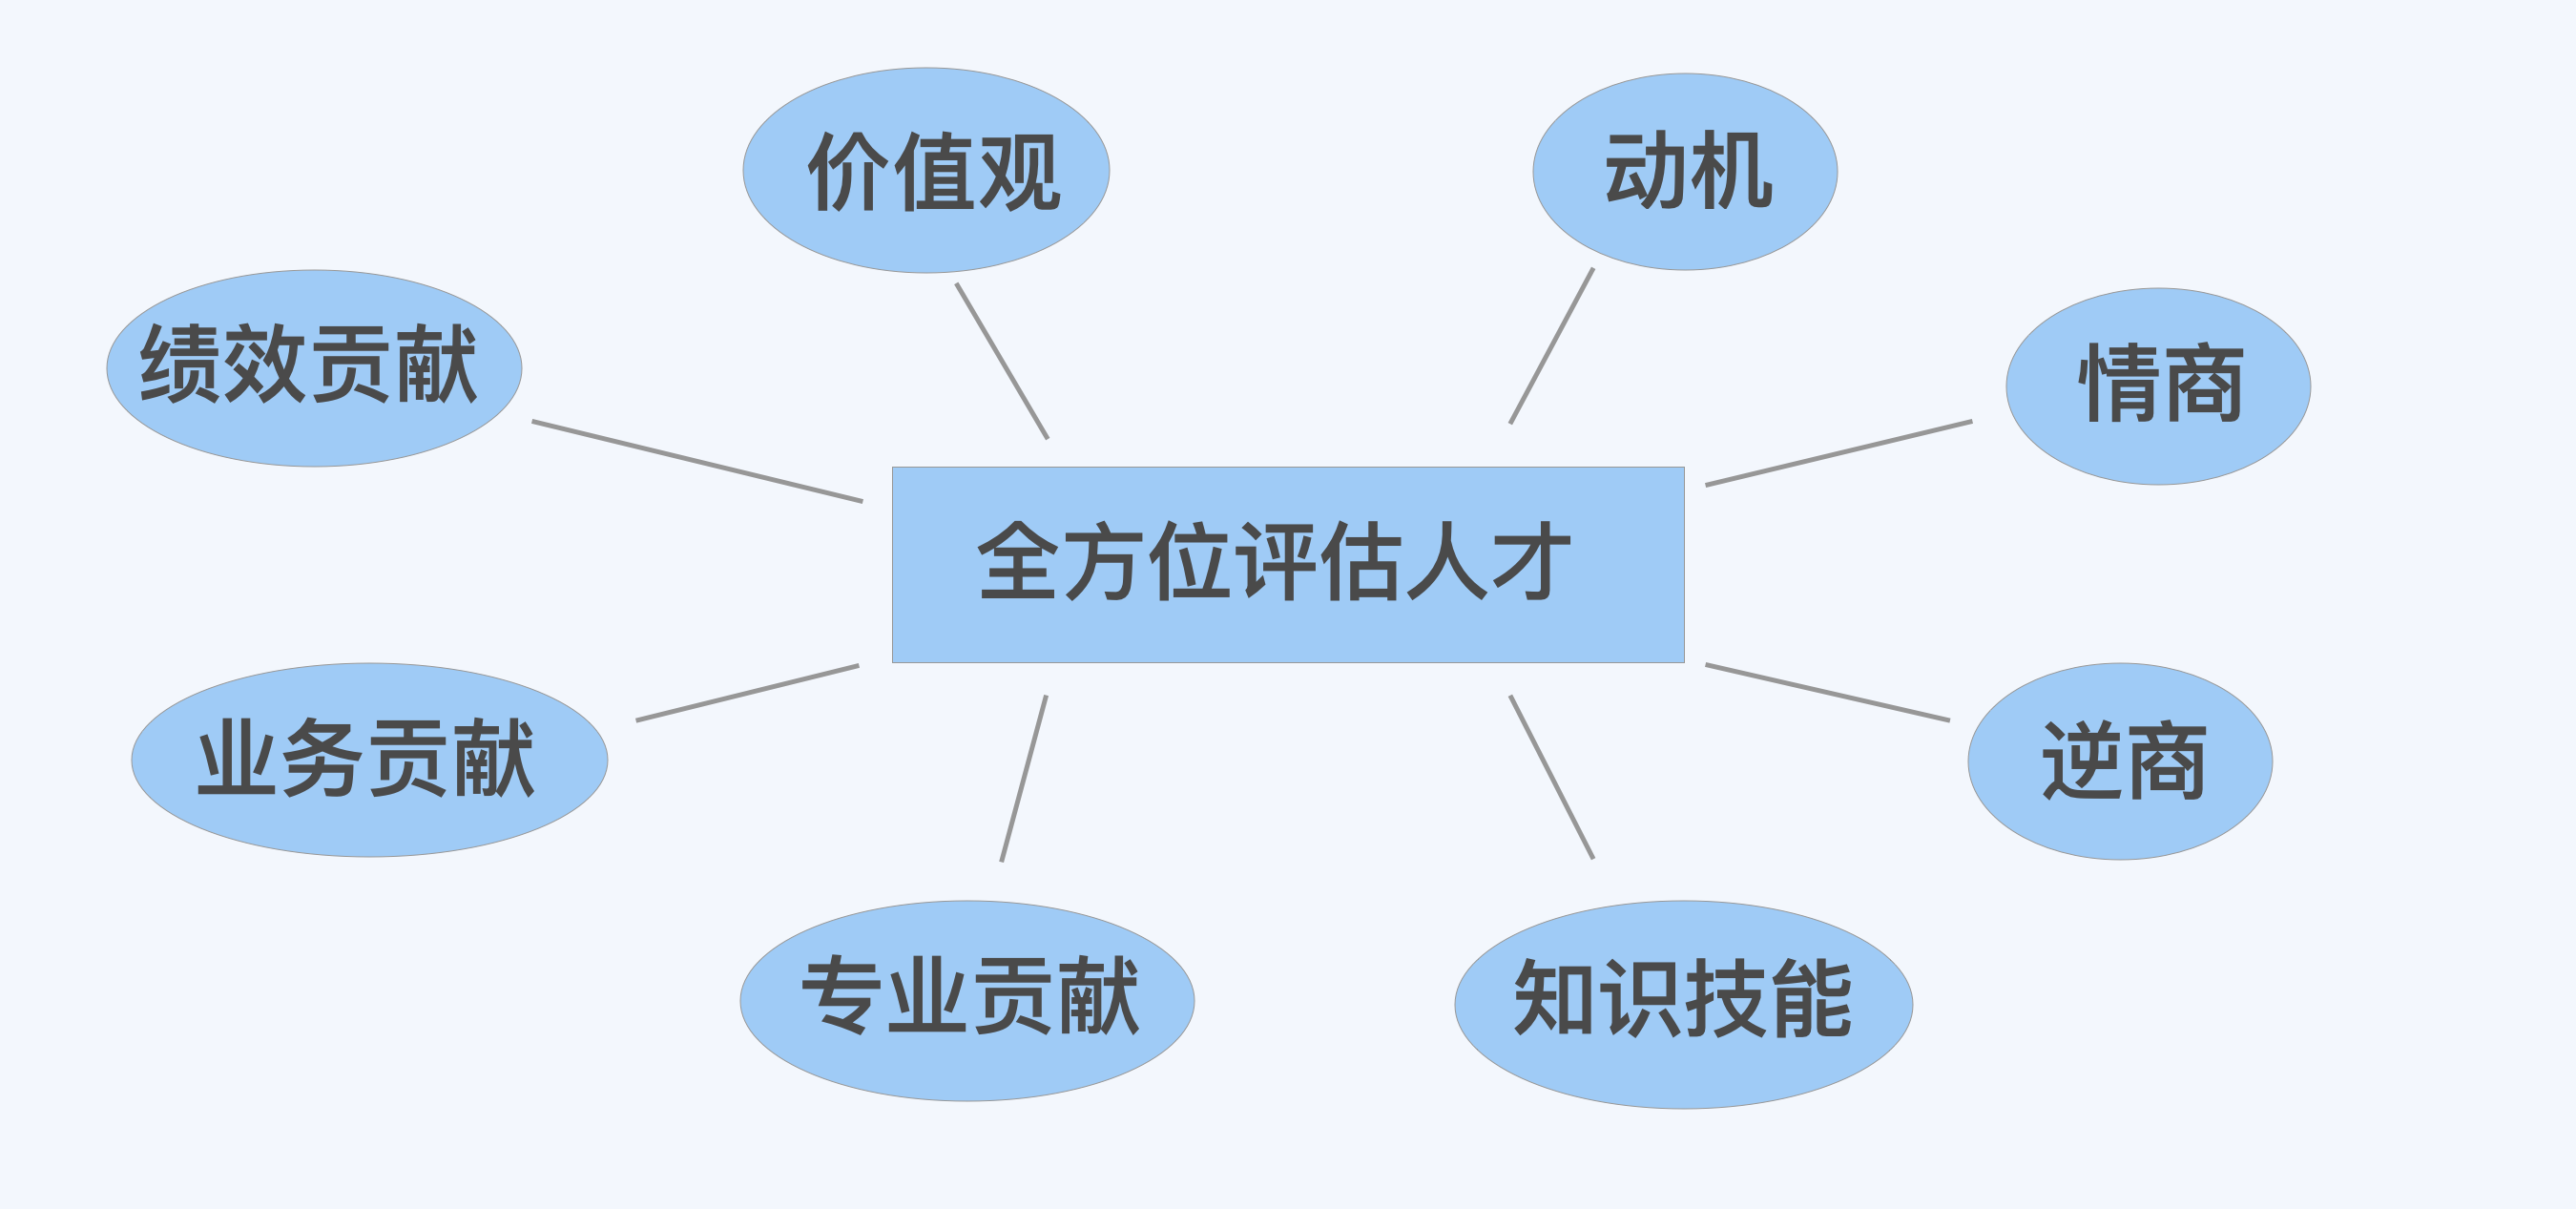 价值观
动机
绩效贡献
情商
全方位评估人才
业务贡献
逆商
专业贡献
知识技能